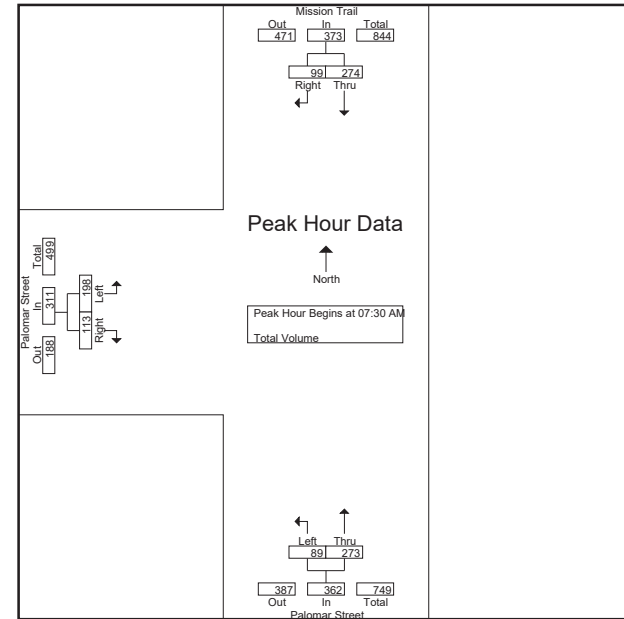 Mission Trail
Out In Total
471 373 844
99 274
Right Thru
Peak Hour Data
North
Peak Hour Begins at 07:30 AM
Total Volume
Palomar Street
Out In Total
188 311 499
113 198
Right Left
Left Thru
89 273
387 362 749
Out In Total
Palomar Street